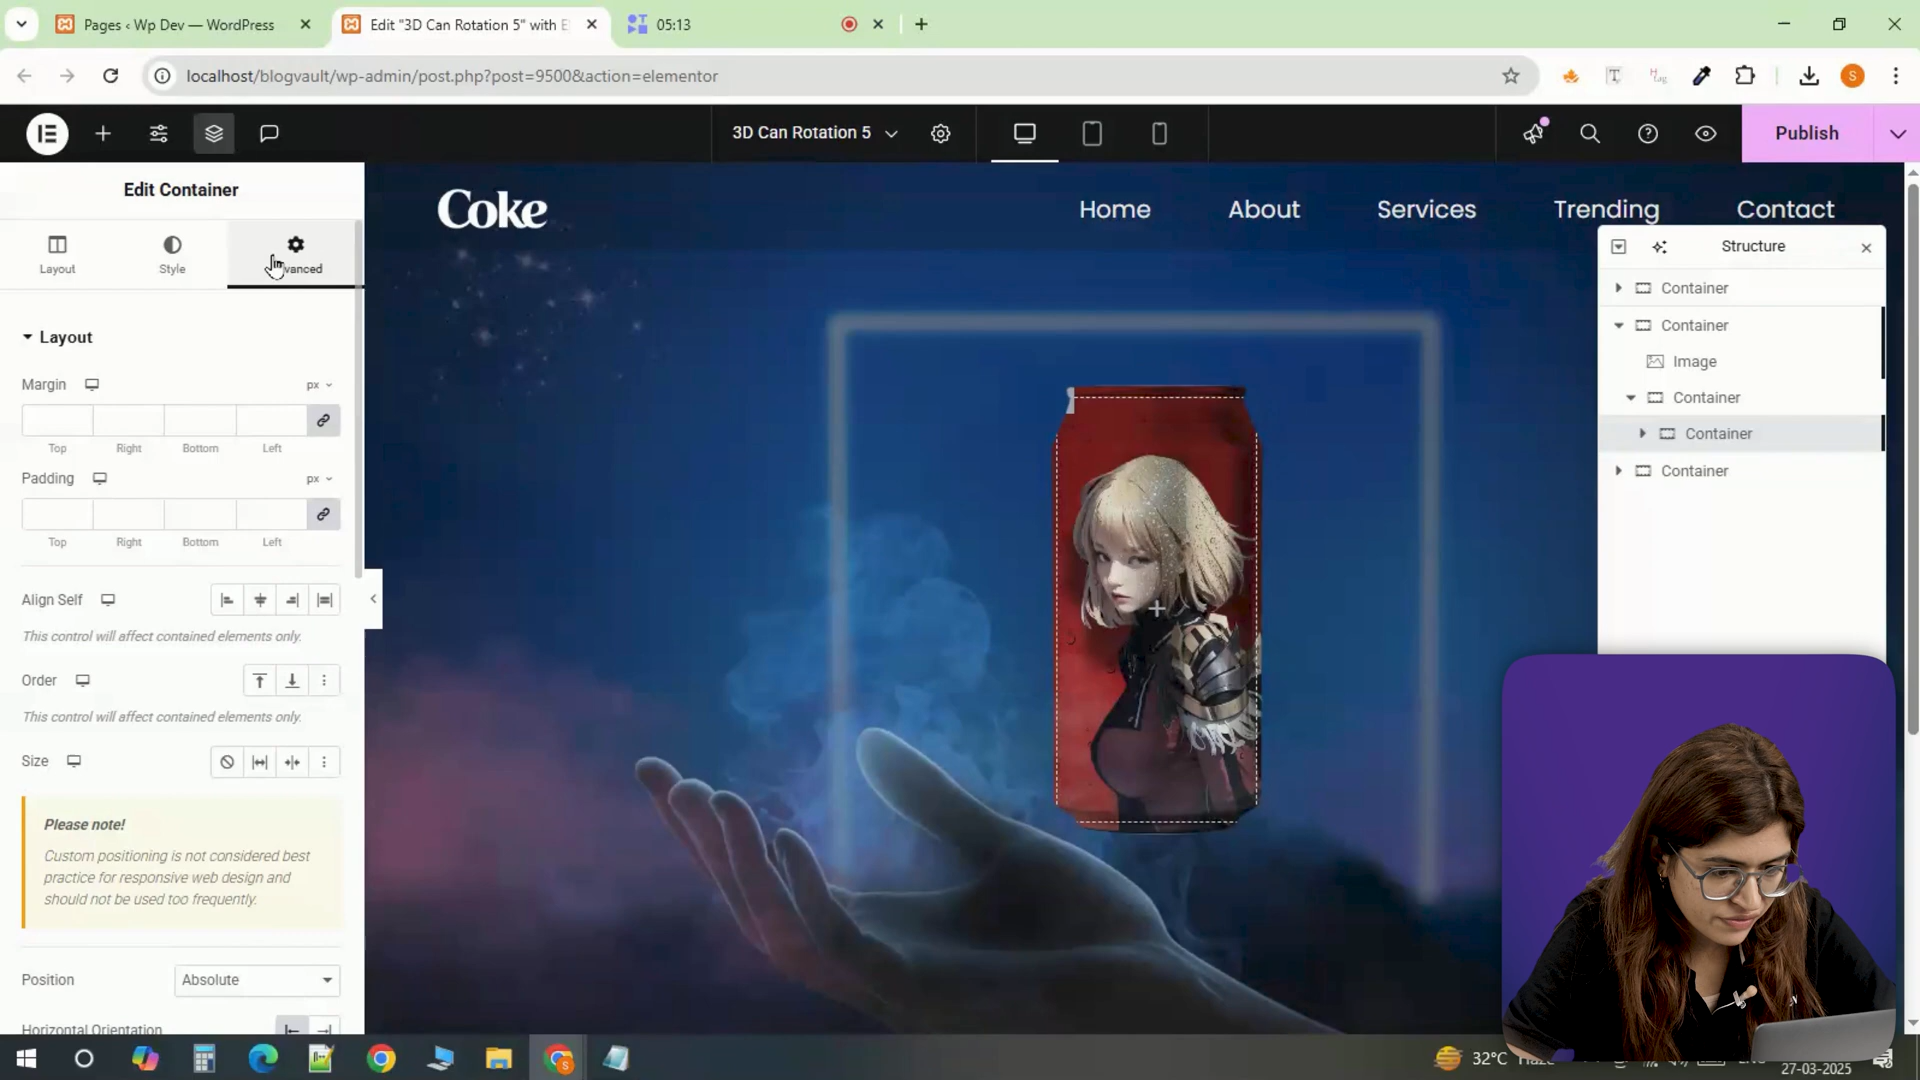 Pages ‹ Wp Dev — WordPress
Edit "3D Can Rotation 5" with E
05:13
localhost/blogvault/wp-admin/post.php?post=9500&action=elementor
S
3D Can Rotation 5
Publish
Edit Container
Layout
Style
vanced
Layout
Margin
px
Top
Right
Bottom
Left
Padding
px
Top
Right
Bottom
Left
Align Self
This control will affect contained elements only.
Order
This control will affect contained elements only.
Size
Please note!
Custom positioning is not considered best
practice for responsive web design and
should not be used too frequently.
Position
Absolute
Horizontal Orientation
Coke
Home
About
Services
Trending
Contact
Structure
Container
Container
Image
Container
Container
Container
32°C
27-03-2025